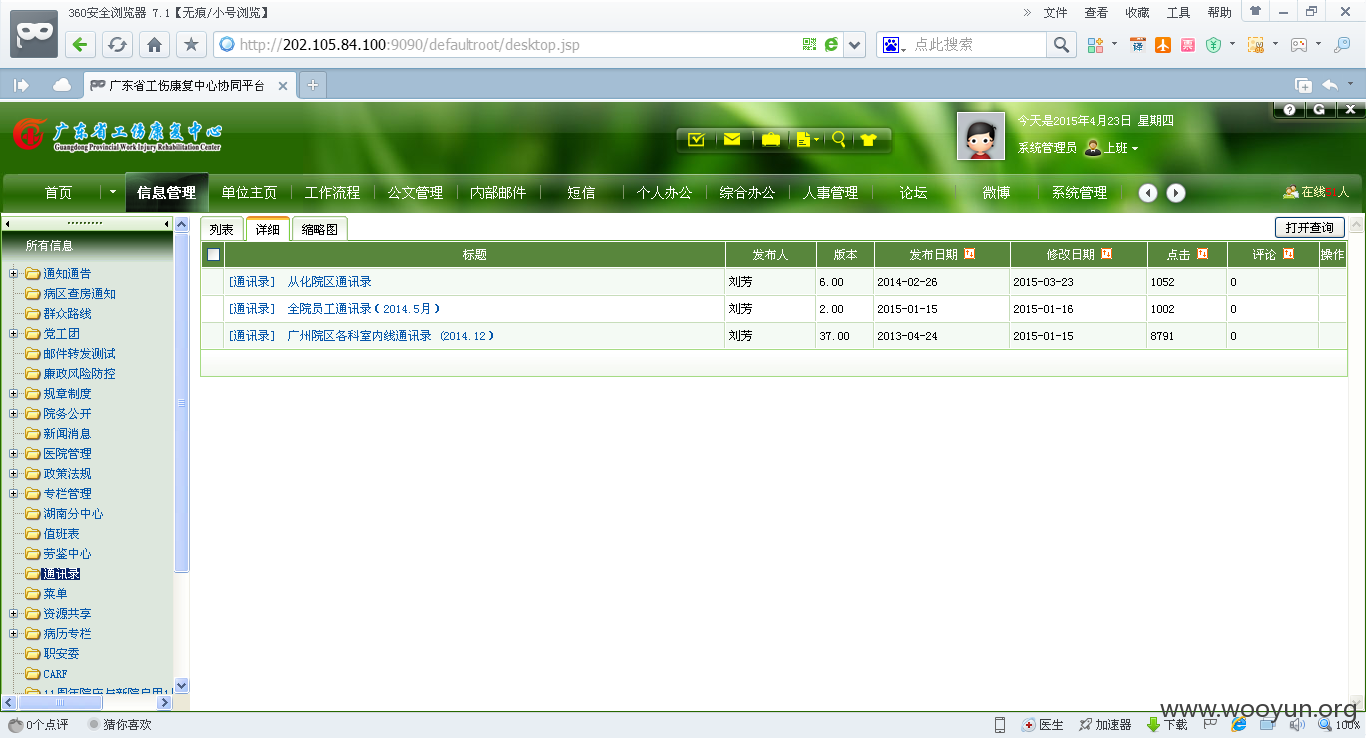 360安全浏览器 7.1【无痕/小号浏览】
» 文件 查看 收藏 工具 帮助
http://202.105.84.100:9090/defaultroot/desktop.jsp
点此搜索
译
票
广东省工伤康复中心协同平台
广东省工伤康复中心
Guangdong Provincial Work Injury Rehabilitation Center
今天是2015年4月23日 星期四
系统管理员 上班
首页 信息管理 单位主页 工作流程 公文管理 内部邮件 短信 个人办公 综合办公 人事管理 论坛 微博 系统管理
所有信息
通知通告
病区查房通知
群众路线
党工团
邮件转发测试
廉政风险防控
规章制度
院务公开
新闻消息
医院管理
政策法规
专栏管理
湖南分中心
值班表
劳鉴中心
通讯录
菜单
资源共享
病历专栏
职安委
CARF
列表 详细 缩略图
打开查询
标题 发布人 版本 发布日期 修改日期 点击 评论 操作
[通讯录] 从化院区通讯录 刘芳 6.00 2014-02-26 2015-03-23 1052 0
[通讯录] 全院员工通讯录(2014.5月) 刘芳 2.00 2015-01-15 2015-01-16 1002 0
[通讯录] 广州院区各科室内线通讯录 (2014.12) 刘芳 37.00 2013-04-24 2015-01-15 8791 0
www.wooyun.org
0个点评 猜你喜欢
医生 加速器 下载 100%